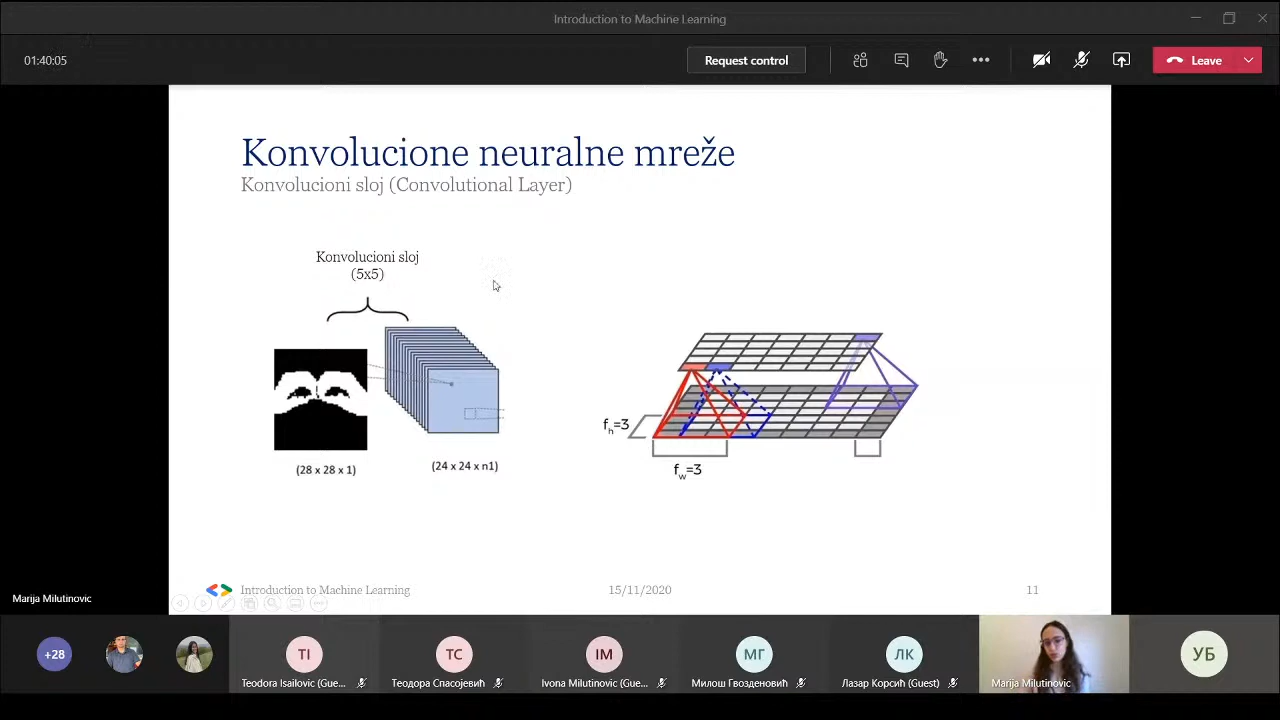 Introduction to Machine Learning
01:40:05
Request control
Leave
Konvolucione neuralne mreže
Konvolucioni sloj (Convolutional Layer)
Konvolucioni sloj
(5x5)
(28 x 28 x 1)
(24 x 24 x n1)
fh=3
fw=3
Introduction to Machine Learning
15/11/2020
11
Marija Milutinovic
+28
TI
Teodora Isailovic (Gue...
TC
Теодора Спасојевић
IM
Ivona Milutinovic (Gue...
МГ
Милош Гвозденовић
ЛК
Лазар Корсић (Guest)
Marija Milutinovic
УБ